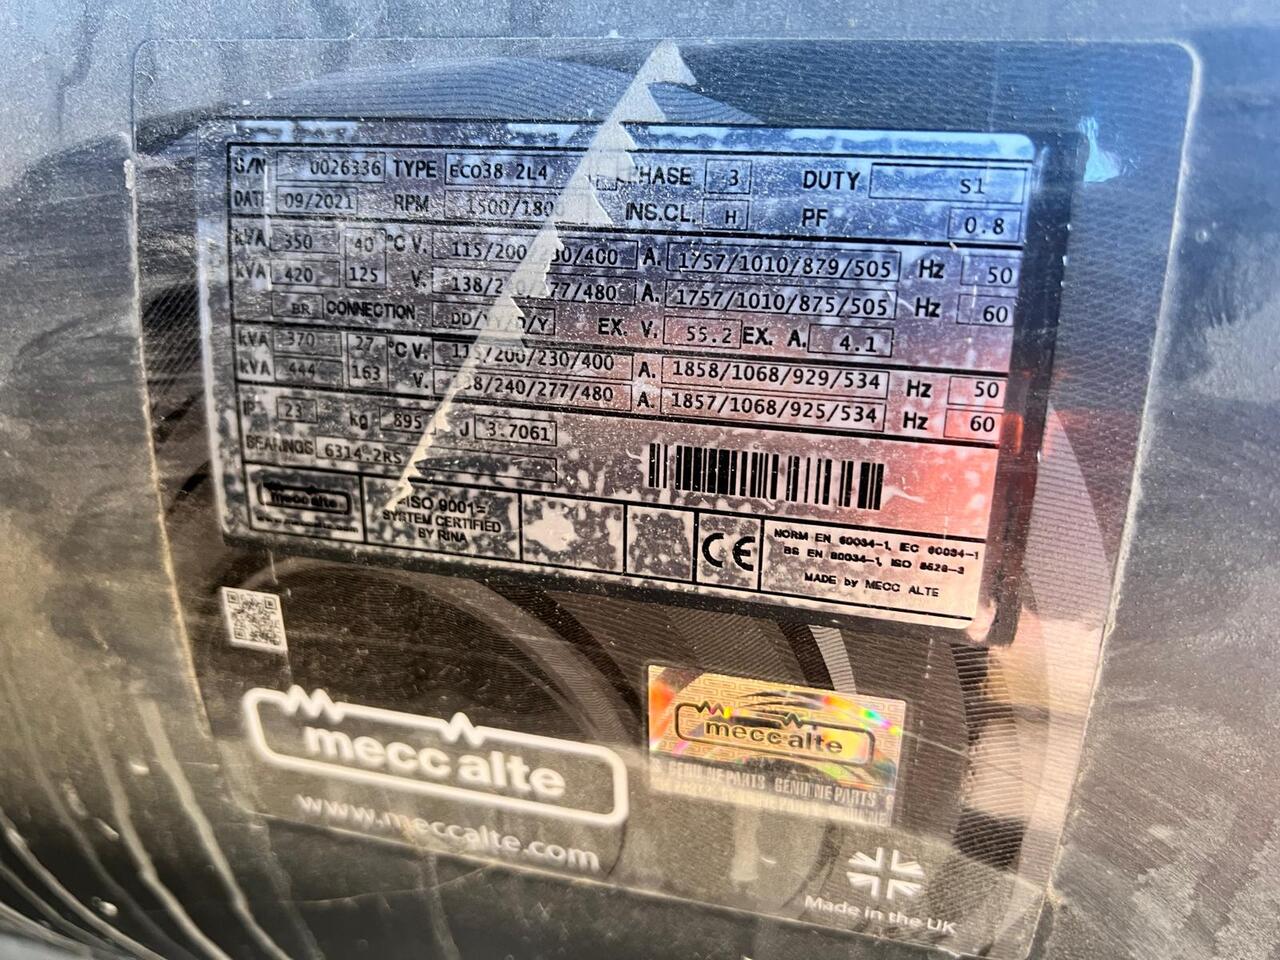 S/N 0026336 TYPE ECO38 2L4 PHASE 3 DUTY S1
DATE 09/2021 RPM 1500/180 INS.CL. H PF 0.8
kVA 350 40 °C V. 115/200/230/400 A. 1757/1010/879/505 Hz 50
kVA 420 125 V. 138/240/277/480 A. 1757/1010/875/505 Hz 60
BR CONNECTION DD/YY/D/Y EX. V. 55.2 EX. A. 4.1
kVA 370 27 °C V. 115/200/230/400 A. 1858/1068/929/534 Hz 50
kVA 444 163 V. 138/240/277/480 A. 1857/1068/925/534 Hz 60
IP 23 kg 895 J 3.7061
BEARINGS 6314-2RS
mecc alte
ISO 9001
SYSTEM CERTIFIED
BY RINA
CE
NORM EN 60034-1, IEC 60034-1
BS EN 60034-1, ISO 8528-3
MADE by MECC ALTE
mecc alte
www.meccalte.com
mecc alte
GENUINE PARTS GENUINE PARTS
Made in the UK